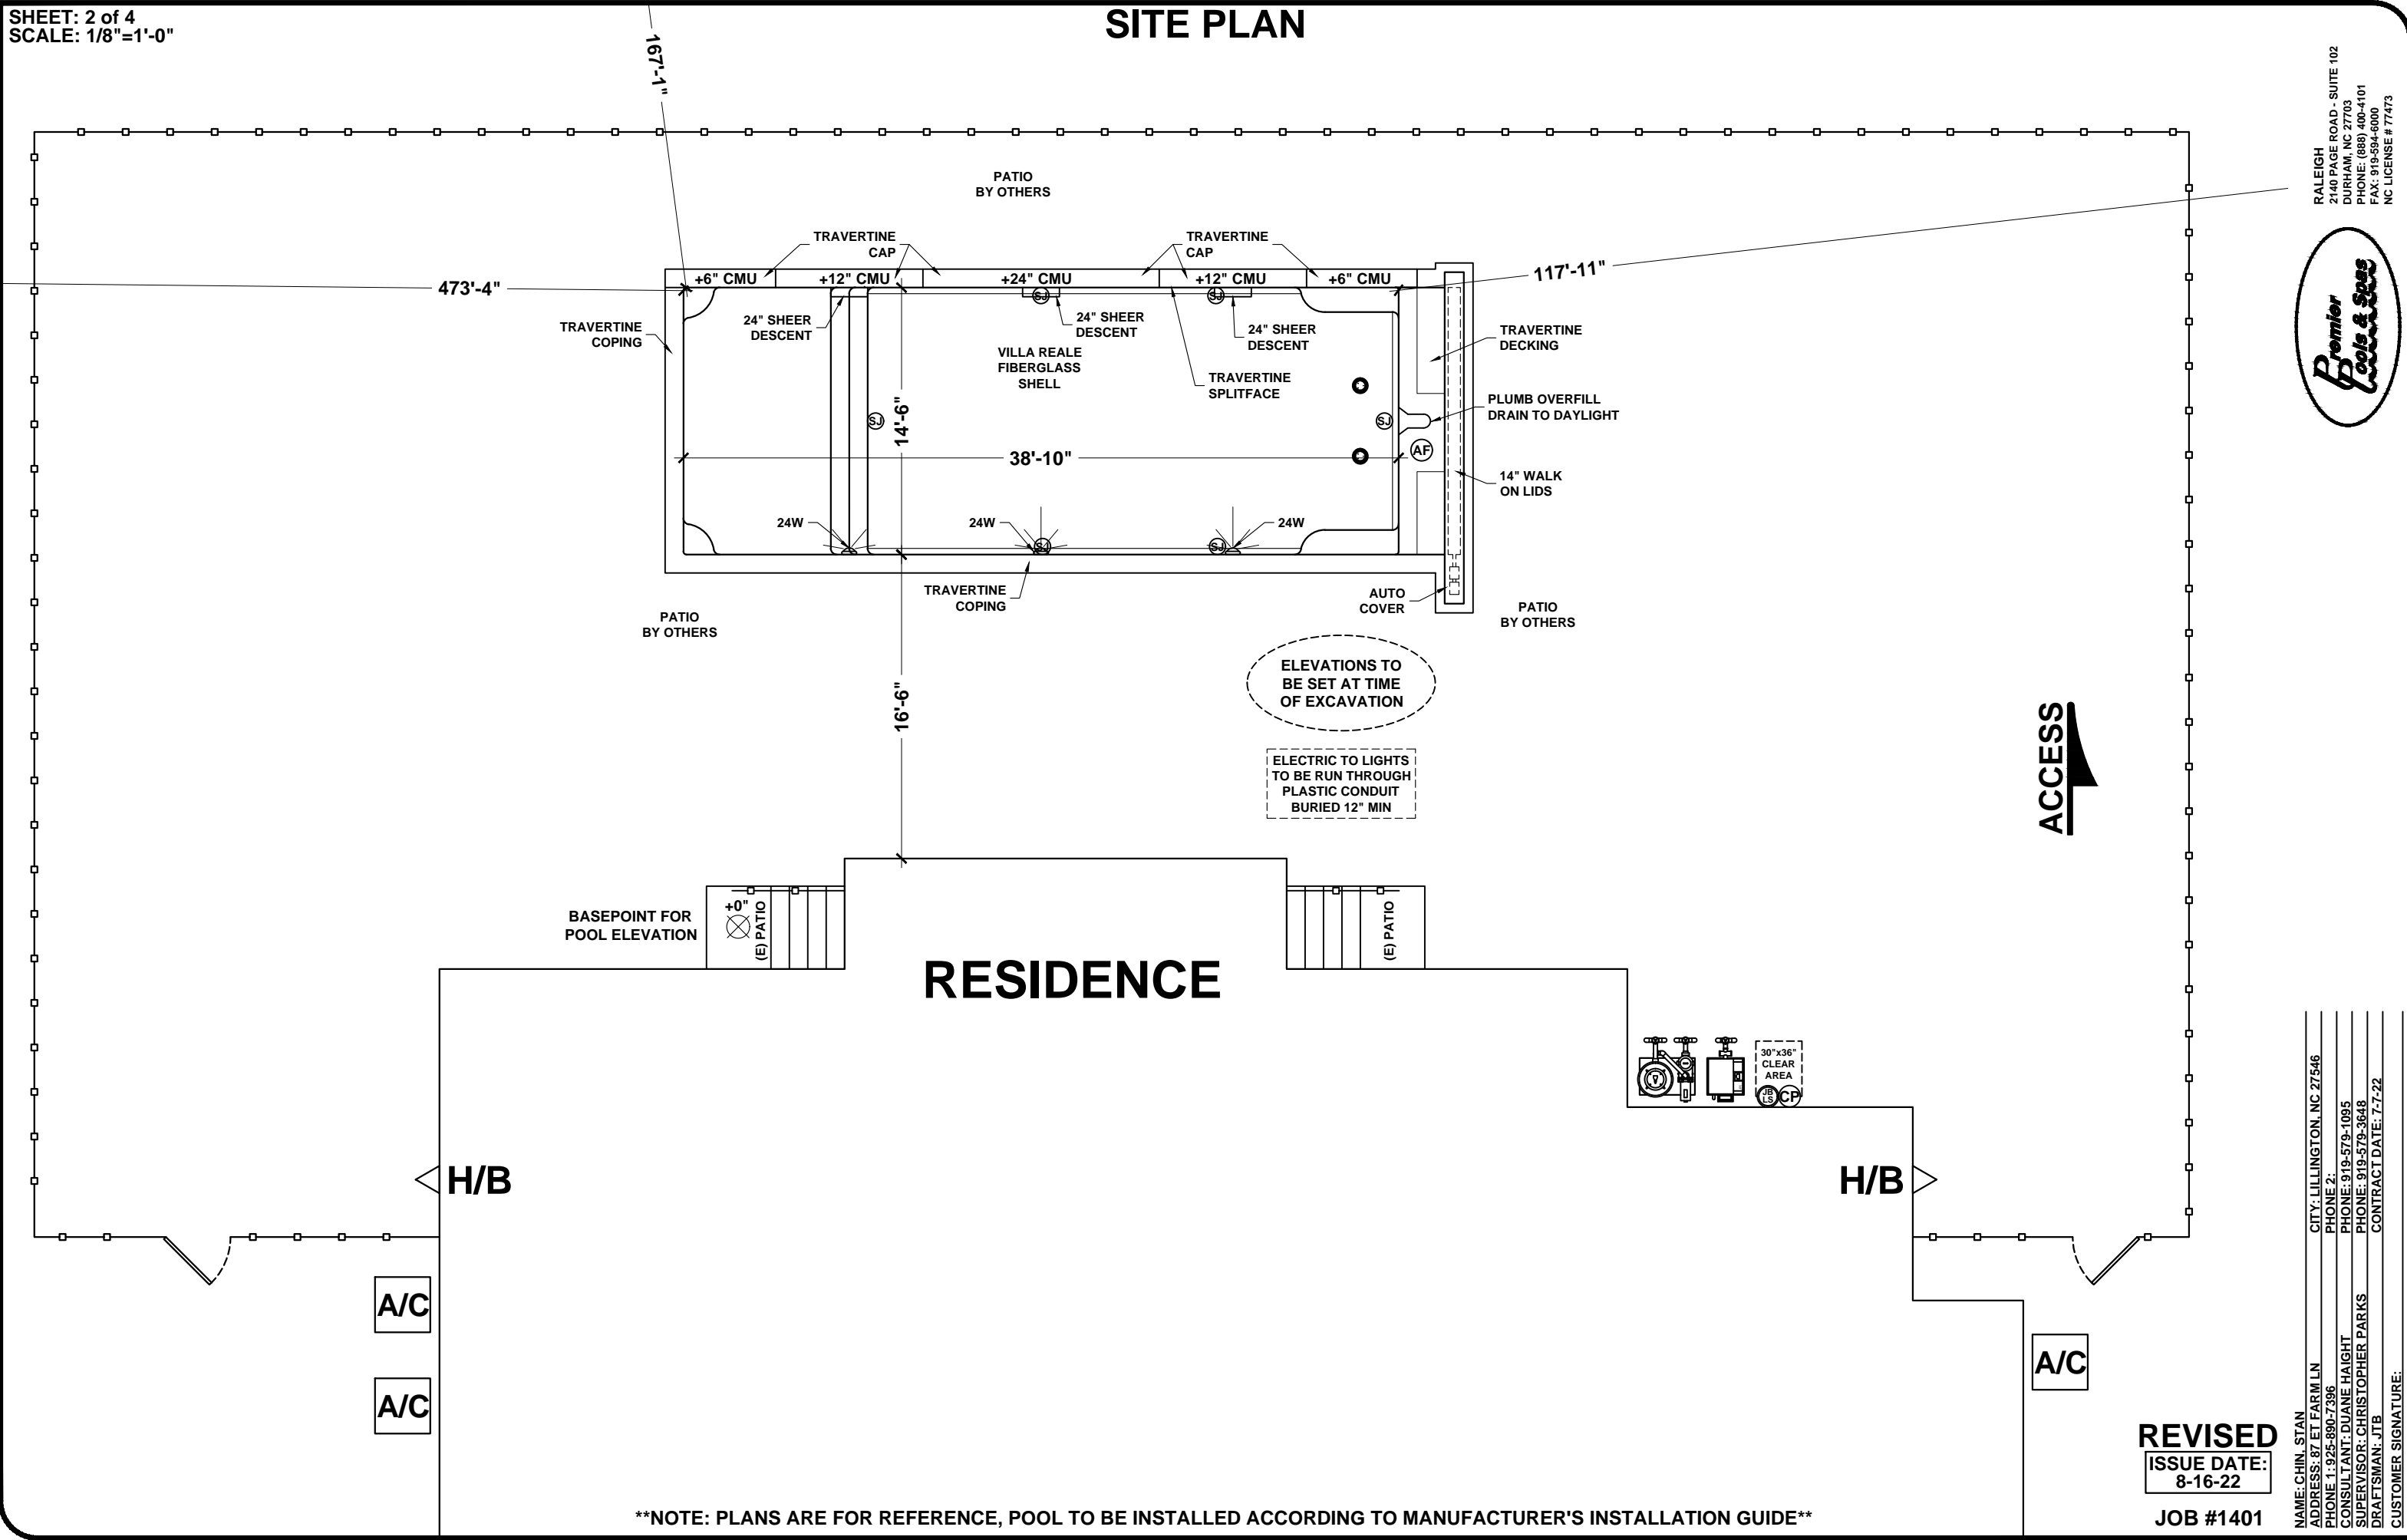 SHEET: 2 of 4
SCALE: 1/8"=1'-0"
SITE PLAN
167'-1"
PATIO
BY OTHERS
TRAVERTINE
CAP
TRAVERTINE
CAP
+6" CMU
+12" CMU
+24" CMU
+12" CMU
+6" CMU
473'-4"
117'-11"
TRAVERTINE
COPING
24" SHEER
DESCENT
SJ
24" SHEER
DESCENT
SJ
24" SHEER
DESCENT
VILLA REALE
FIBERGLASS
SHELL
TRAVERTINE
SPLITFACE
TRAVERTINE
DECKING
PLUMB OVERFILL
DRAIN TO DAYLIGHT
SJ
14'-6"
SJ
AF
38'-10"
14" WALK
ON LIDS
24W
24W
24W
SJ
SJ
TRAVERTINE
COPING
AUTO
COVER
PATIO
BY OTHERS
PATIO
BY OTHERS
16'-6"
ELEVATIONS TO
BE SET AT TIME
OF EXCAVATION
ELECTRIC TO LIGHTS
TO BE RUN THROUGH
PLASTIC CONDUIT
BURIED 12" MIN
ACCESS
BASEPOINT FOR
POOL ELEVATION
+0"
(E) PATIO
(E) PATIO
RESIDENCE
30"x36"
CLEAR
AREA
JB
LS
CP
H/B
H/B
A/C
A/C
A/C
**NOTE: PLANS ARE FOR REFERENCE, POOL TO BE INSTALLED ACCORDING TO MANUFACTURER'S INSTALLATION GUIDE**
REVISED
ISSUE DATE:
8-16-22
JOB #1401
RALEIGH
2140 PAGE ROAD - SUITE 102
DURHAM, NC 27703
PHONE: (888) 400-4101
FAX: 919-594-6000
NC LICENSE # 77473
Premier
Pools & Spas
NAME: CHIN, STAN
ADDRESS: 87 ET FARM LN CITY: LILLINGTON, NC 27546
PHONE 1: 925-890-7396 PHONE 2:
CONSULTANT: DUANE HAIGHT PHONE: 919-579-1095
SUPERVISOR: CHRISTOPHER PARKS PHONE: 919-579-3648
DRAFTSMAN: JTB CONTRACT DATE: 7-7-22
CUSTOMER SIGNATURE: